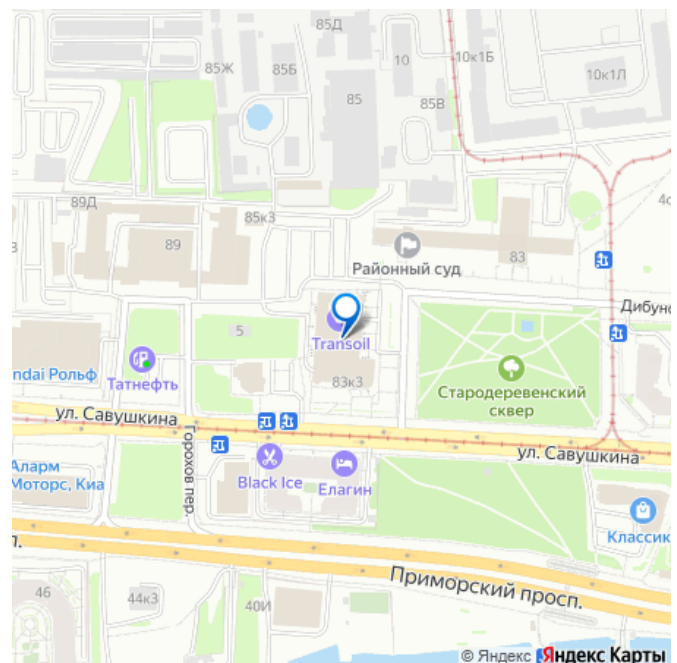 85Д
85Ж
85Б
10
10к1Б
10к1Л
85
85В
89Д
85к3
4
89
83
Районный суд
Дибуно
5
Transoil
ndai Рольф
Татнефть
83к3
Стародеревенский
сквер
ул. Савушкина
ул. Савушкина
Горохов пер.
Аларм
Моторс, Киа
Black Ice
Елагин
Классик
Приморский просп.
46
44к3
40И
© Яндекс
Яндекс Карты